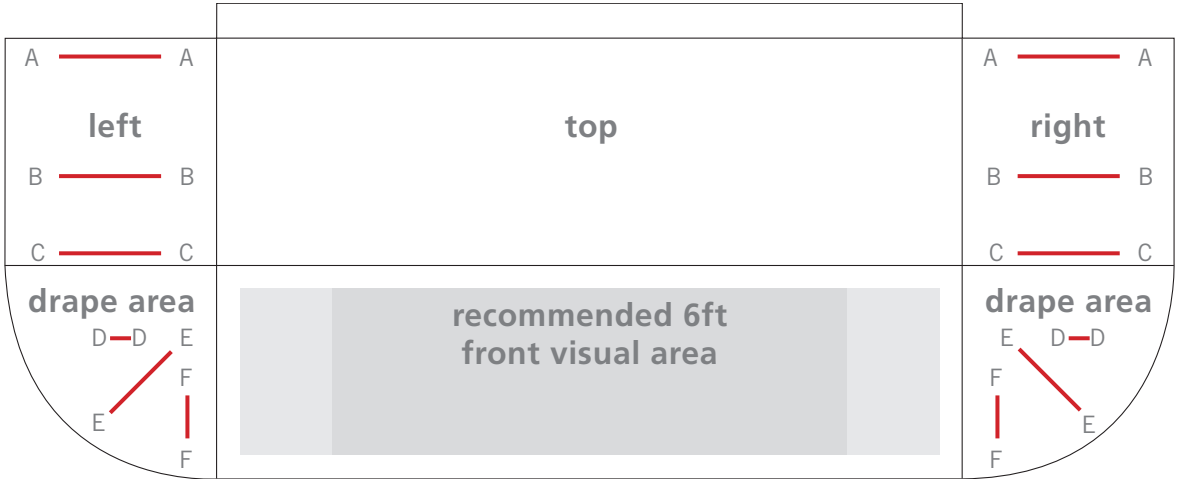 A A
left
B B
C C
drape area
D D E
F
E
F
top
recommended 6ft
front visual area
A A
right
B B
C C
drape area
E D D
F
E
F